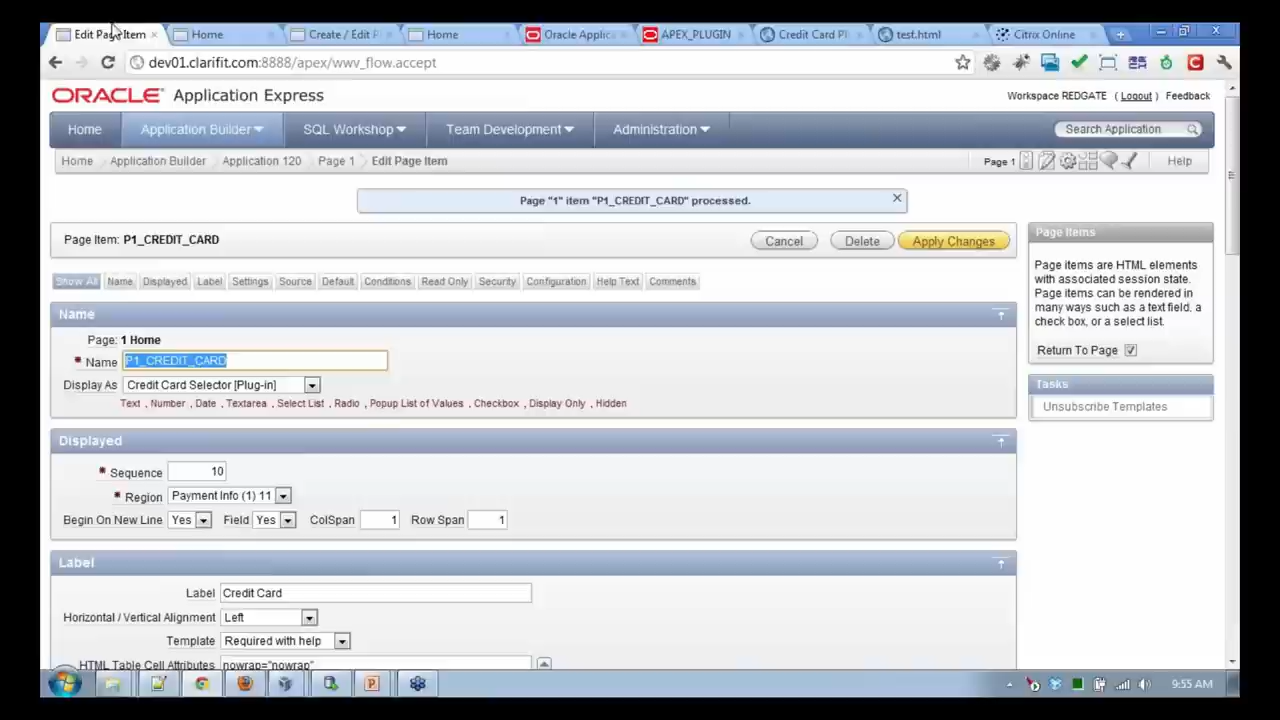 Edit Page Item
Home
Create / Edit P
Home
Oracle Applic
APEX_PLUGIN
Credit Card Pl
test.html
Citrix Online
dev01.clarifit.com:8888/apex/wwv_flow.accept
ORACLE Application Express
Workspace REDGATE ( Logout ) Feedback
Home
Application Builder
SQL Workshop
Team Development
Administration
Search Application
Home
Application Builder
Application 120
Page 1
Edit Page Item
Page 1
Help
Page "1" item "P1_CREDIT_CARD" processed.
Page Item: P1_CREDIT_CARD
Cancel
Delete
Apply Changes
Show All
Name
Displayed
Label
Settings
Source
Default
Conditions
Read Only
Security
Configuration
Help Text
Comments
Name
Page: 1 Home
* Name P1_CREDIT_CARD
Display As Credit Card Selector [Plug-in]
Text , Number , Date , Textarea , Select List , Radio , Popup List of Values , Checkbox , Display Only , Hidden
Displayed
* Sequence 10
* Region Payment Info (1) 11
Begin On New Line Yes Field Yes ColSpan 1 Row Span 1
Label
Label Credit Card
Horizontal / Vertical Alignment Left
Template Required with help
HTML Table Cell Attributes nowrap="nowrap"
Page Items
Page items are HTML elements
with associated session state.
Page items can be rendered in
many ways such as a text field, a
check box, or a select list.
Return To Page
Tasks
Unsubscribe Templates
9:55 AM